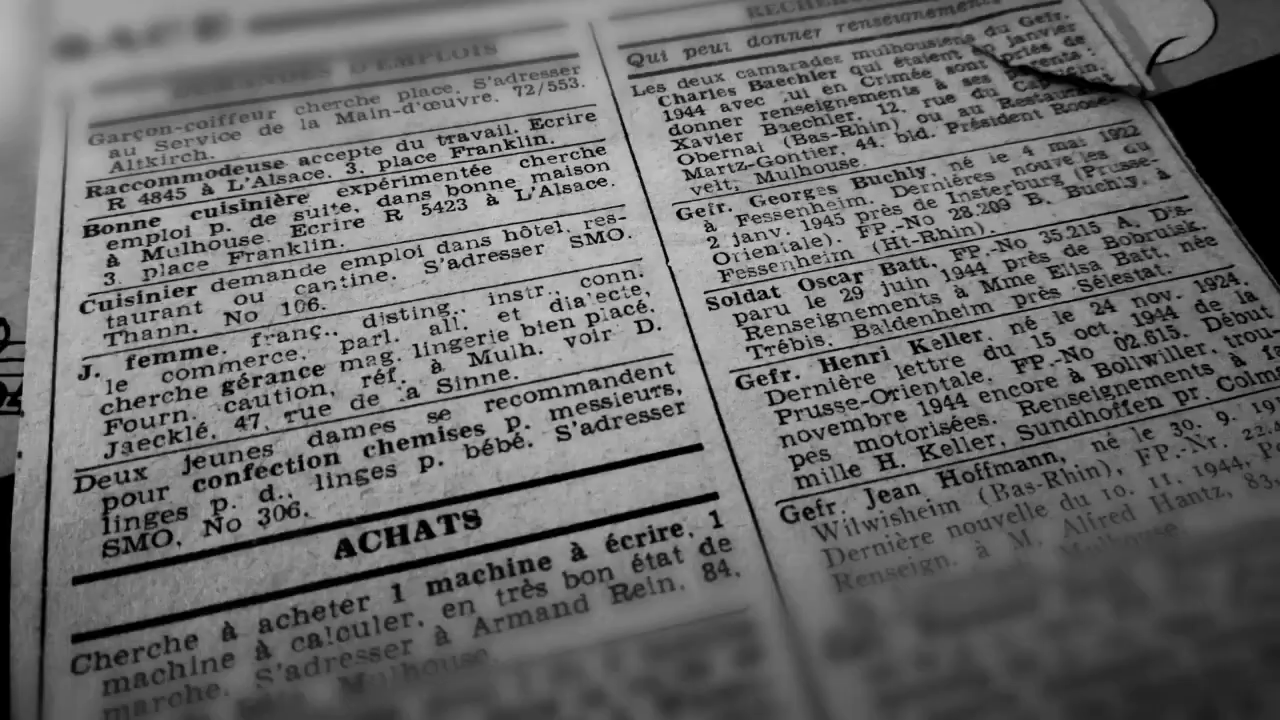 DEMANDES D'EMPLOIS
Garçon-coiffeur cherche place. S'adresser
au Service de la Main-d'œuvre. 72/553.
Altkirch.
Raccommodeuse accepte du travail. Ecrire
R 4845 à L'Alsace. 3. place Franklin.
Bonne cuisinière expérimentée cherche
emploi p. de suite, dans bonne maison
à Mulhouse. Ecrire R 5423 à L'Alsace.
3. place Franklin.
Cuisinier demande emploi dans hôtel, res-
taurant ou cantine. S'adresser SMO.
Thann. No 106.
J. femme. franç., disting., instr., conn.
le commerce, parl. all. et dialecte,
cherche gérance mag. lingerie bien placé.
Fourn. caution, réf. à Mulh. voir D.
Jaecklé, 47, rue de la Sinne.
Deux jeunes dames se recommandent
pour confection chemises p. messieurs,
linges p. d., linges p. bébé. S'adresser
SMO, No 306.
ACHATS
Cherche à acheter 1 machine à écrire, 1
machine à calculer, en très bon état de
marche. S'adresser à Armand Rein. 84,
Mulhouse.
Qui peut donner renseignements
Les deux camarades mulhousiens du Gefr.
Charles Baechler qui étaient en janvier
1944 avec lui en Crimée sont priés de
donner renseignements à ses parents.
Xavier Baechler, 12, rue du
Obernai (Bas-Rhin) ou au Restaurant
Martz-Gontier, 44, bld. Président Roose-
velt, Mulhouse.
Gefr. Georges Buchly, né le 4 mai 1922
à Fessenheim. Dernières nouvelles du
2 janv. 1945 près de Insterburg (Prusse-
Orientale). FP.-No 28.209 B, Buchly, à
Fessenheim (Ht-Rhin).
Soldat Oscar Batt, FP.-No 35.215 A, Dis-
paru le 29 juin 1944 près de Bobruisk.
Renseignements à Mme Elisa Batt, née
Trébis, Baldenheim près Sélestat.
Gefr. Henri Keller, né le 24 nov. 1924.
Dernière lettre du 15 oct. 1944 de la
Prusse-Orientale, FP.-No 02.615. Début
novembre 1944 encore à Bollwiller, trou-
pes motorisées. Renseignements à fa-
mille H. Keller, Sundhoffen pr. Colm
Gefr. Jean Hoffmann, né le 30. 9. 19
Wilwisheim (Bas-Rhin), FP.-Nr. 22.4
Dernière nouvelle du 10. 11. 1944,
Renseign. à M. Alfred Hantz, 83,
Mulhouse